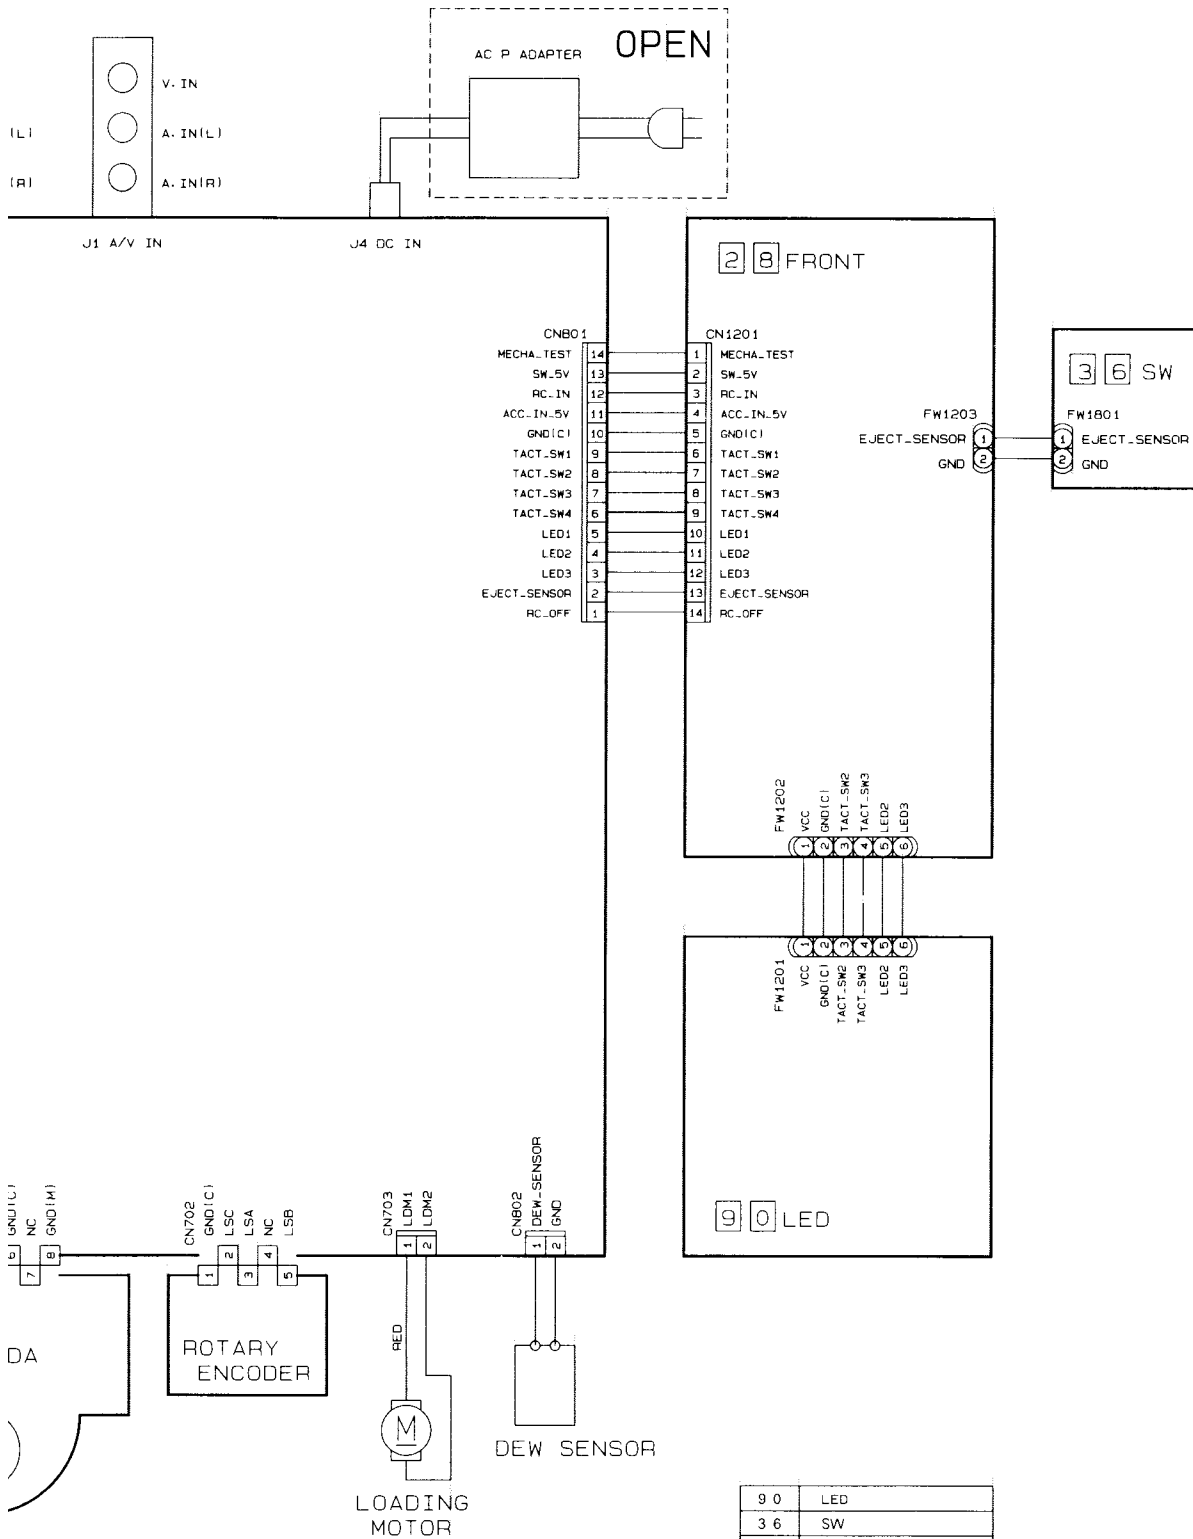 AC P ADAPTER
OPEN
V. IN
(L)
A. IN(L)
(R)
A. IN(R)
J1 A/V IN
J4 DC IN
2 8 FRONT
CN801
MECHA_TEST 14
SW_5V 13
RC_IN 12
ACC_IN_5V 11
GND(C) 10
TACT_SW1 9
TACT_SW2 8
TACT_SW3 7
TACT_SW4 6
LED1 5
LED2 4
LED3 3
EJECT_SENSOR 2
RC_OFF 1
CN1201
1 MECHA_TEST
2 SW_5V
3 RC_IN
4 ACC_IN_5V
5 GND(C)
6 TACT_SW1
7 TACT_SW2
8 TACT_SW3
9 TACT_SW4
10 LED1
11 LED2
12 LED3
13 EJECT_SENSOR
14 RC_OFF
FW1203
EJECT_SENSOR 1
GND 2
3 6 SW
FW1801
1 EJECT_SENSOR
2 GND
FW1202
1 VCC
2 GND(C)
3 TACT_SW2
4 TACT_SW3
5 LED2
6 LED3
FW1201
1 VCC
2 GND(C)
3 TACT_SW2
4 TACT_SW3
5 LED2
6 LED3
9 0 LED
6 GND(C)
7 NC
8 GND(M)
DA
CN702
1 GND(C)
2 LSC
3 LSA
4 NC
5 LSB
ROTARY
ENCODER
CN703
1 LDM1
2 LDM2
RED
M
LOADING
MOTOR
CN802
1 DEW_SENSOR
2 GND
DEW SENSOR
9 0 LED
3 6 SW